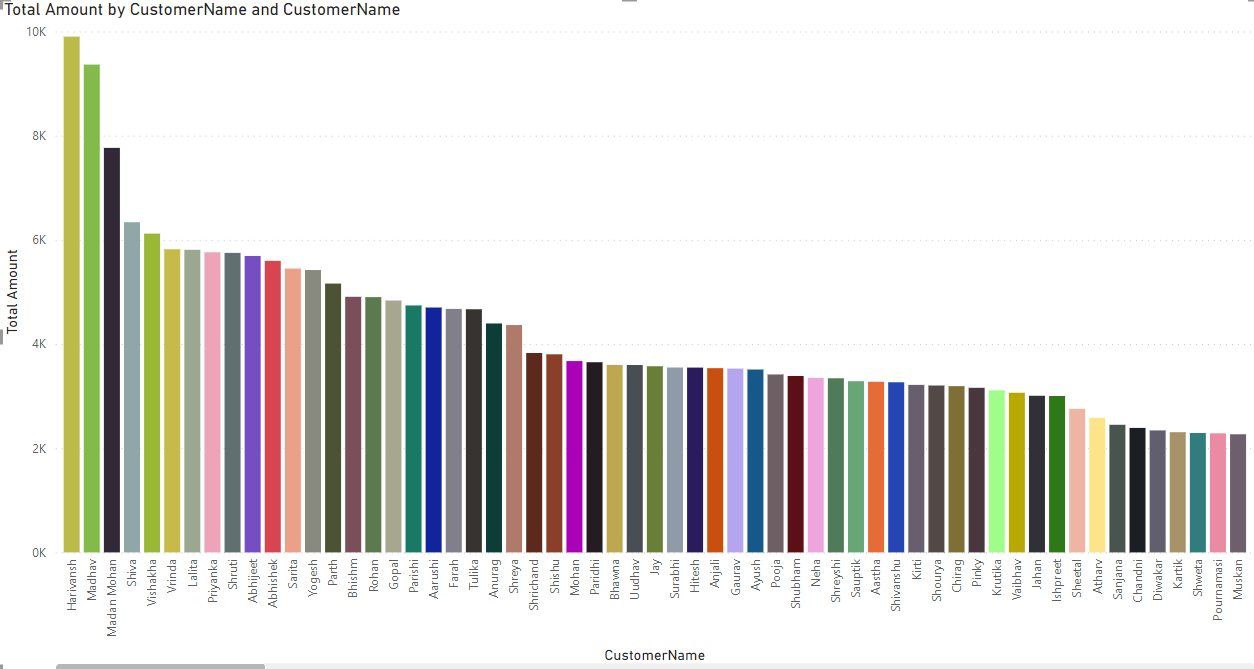 Total Amount by CustomerName and CustomerName
10K
8K
6K
4K
2K
0K
Total Amount
Harivansh
Madhav
Madan Mohan
Shiva
Vishakha
Vrinda
Lalita
Priyanka
Shruti
Abhijeet
Abhishek
Sarita
Yogesh
Parth
Bhishm
Rohan
Gopal
Parishi
Aarushi
Farah
Tulika
Anurag
Shreya
Shrichand
Shishu
Mohan
Paridhi
Bhawna
Uudhav
Jay
Surabhi
Hitesh
Anjali
Gaurav
Ayush
Pooja
Shubham
Neha
Shreyshi
Sauptik
Aastha
Shivanshu
Kirti
Shourya
Chirag
Pinky
Krutika
Vaibhav
Jahan
Ishpreet
Sheetal
Atharv
Sanjana
Chandni
Diwakar
Kartik
Shweta
Pournamasi
Muskan
CustomerName